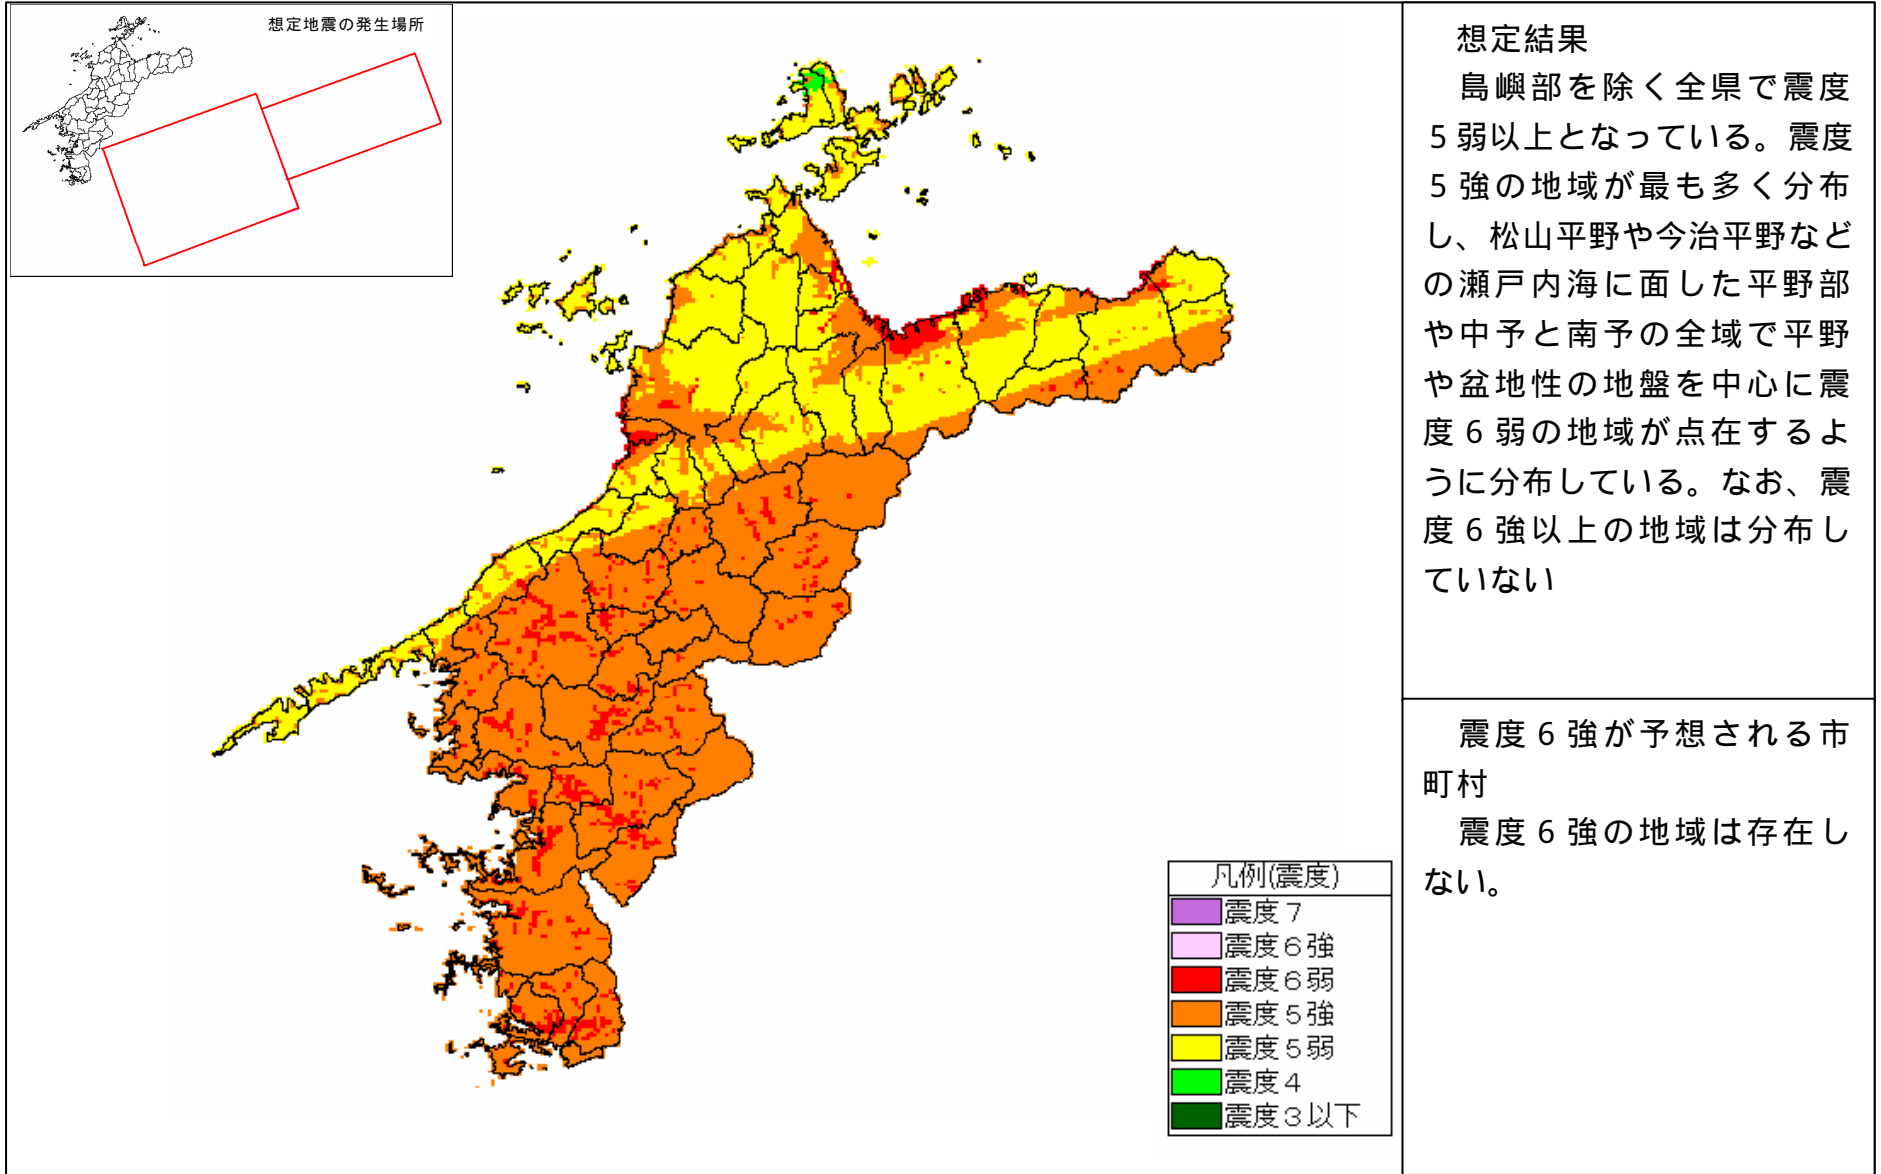 想定地震の発生場所
想定結果
島嶼部を除く全県で震度
５弱以上となっている。震度
５強の地域が最も多く分布
し、松山平野や今治平野など
の瀬戸内海に面した平野部
や中予と南予の全域で平野
や盆地性の地盤を中心に震
度６弱の地域が点在するよ
うに分布している。なお、震
度６強以上の地域は分布し
ていない
震度６強が予想される市
町村
震度６強の地域は存在し
ない。
凡例(震度)
震度７
震度６強
震度６弱
震度５強
震度５弱
震度４
震度３以下